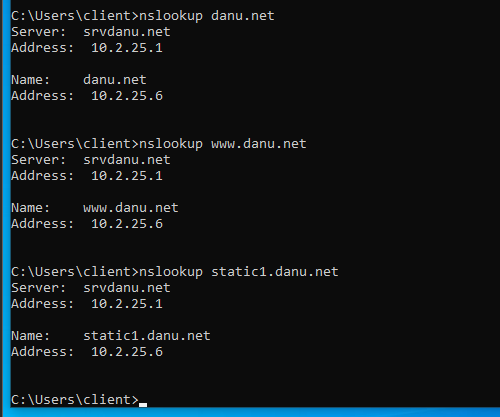 C:\Users\client>nslookup danu.net
Server:  srvdanu.net
Address:  10.2.25.1
Name:    danu.net
Address:  10.2.25.6
C:\Users\client>nslookup www.danu.net
Server:  srvdanu.net
Address:  10.2.25.1
Name:    www.danu.net
Address:  10.2.25.6
C:\Users\client>nslookup static1.danu.net
Server:  srvdanu.net
Address:  10.2.25.1
Name:    static1.danu.net
Address:  10.2.25.6
C:\Users\client>